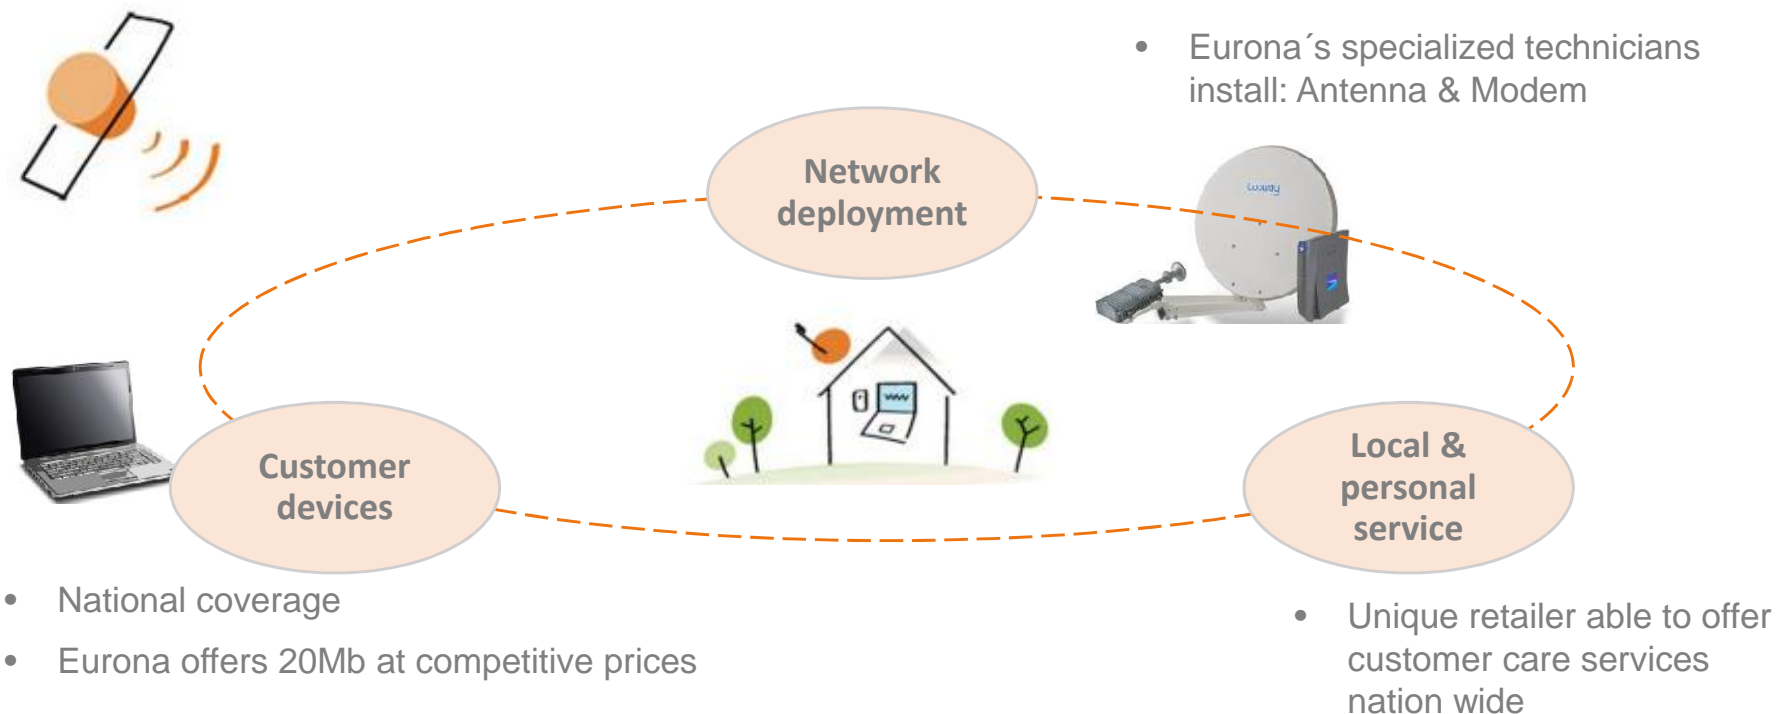 • Eurona´s specialized technicians
install: Antenna & Modem
Network
deployment
www
Customer
devices
Local &
personal
service
• National coverage
• Eurona offers 20Mb at competitive prices
• Unique retailer able to offer
customer care services
nation wide